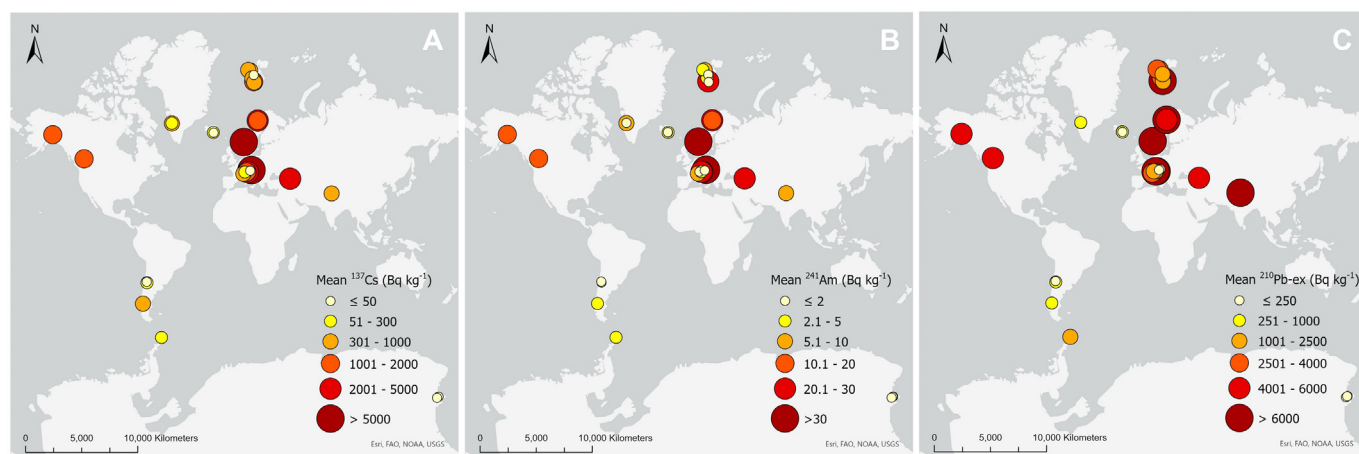 N
A
Mean ¹³⁷Cs (Bq kg⁻¹)
≤ 50
51 - 300
301 - 1000
1001 - 2000
2001 - 5000
> 5000
0 5,000 10,000 Kilometers
Esri, FAO, NOAA, USGS
N
B
Mean ²⁴¹Am (Bq kg⁻¹)
≤ 2
2.1 - 5
5.1 - 10
10.1 - 20
20.1 - 30
>30
0 5,000 10,000 Kilometers
Esri, FAO, NOAA, USGS
N
C
Mean ²¹⁰Pb-ex (Bq kg⁻¹)
≤ 250
251 - 1000
1001 - 2500
2501 - 4000
4001 - 6000
> 6000
0 5,000 10,000 Kilometers
Esri, FAO, NOAA, USGS